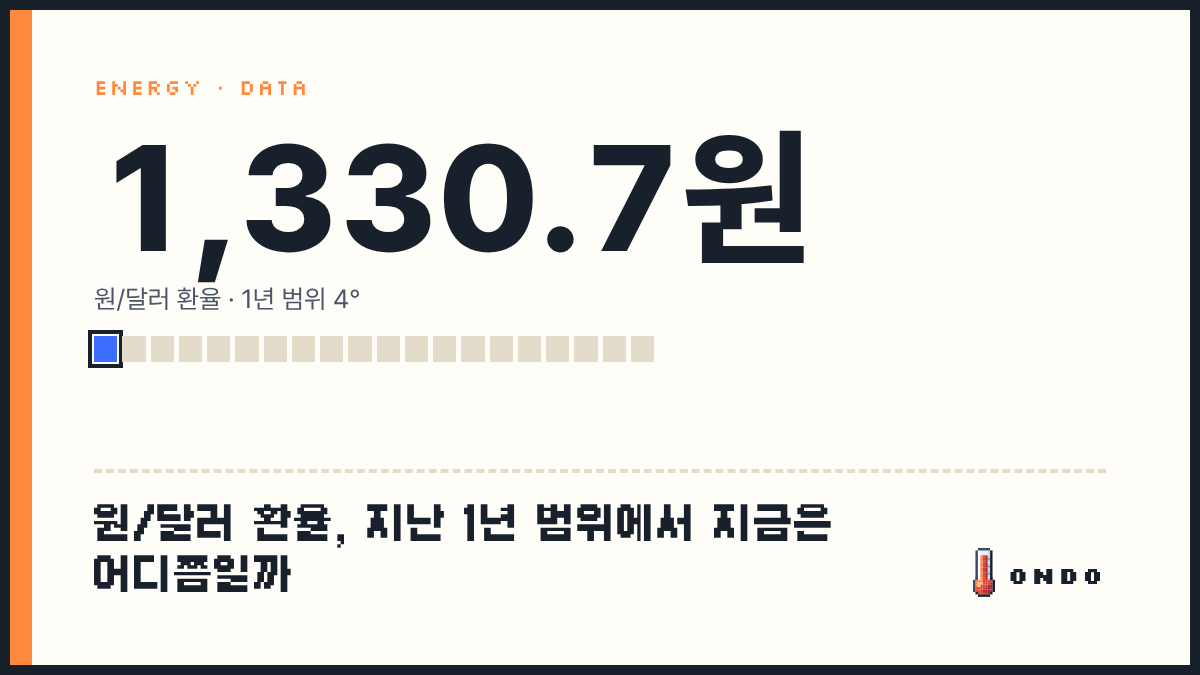 ENERGY · DATA
1,330.7원
원/달러 환율 · 1년 범위 4°
원/달러 환율, 지난 1년 범위에서 지금은
어디쯤일까
ONDO